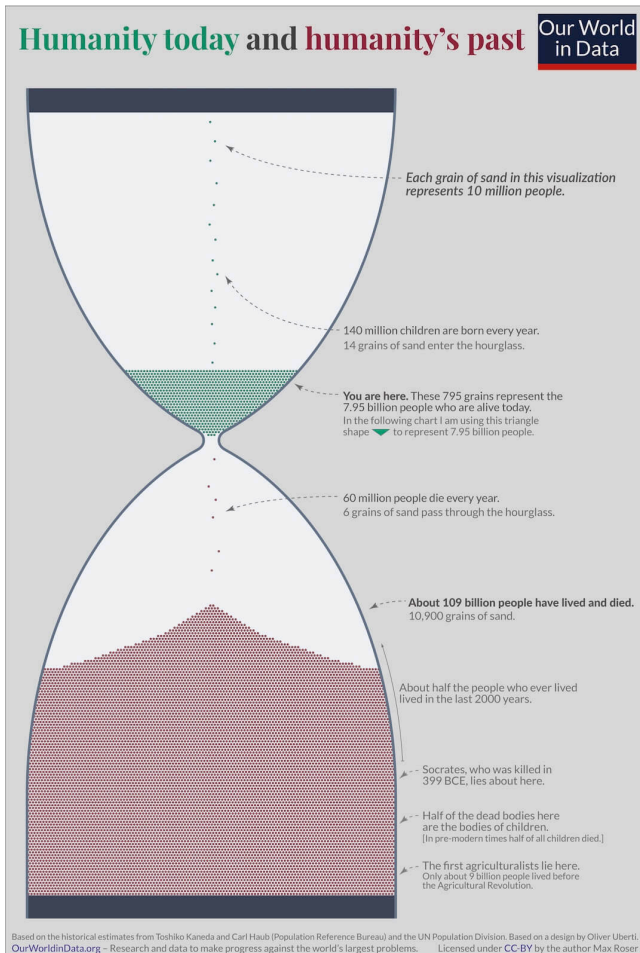 Humanity today and humanity's past
Our World
in Data
Each grain of sand in this visualization
represents 10 million people.
140 million children are born every year.
14 grains of sand enter the hourglass.
You are here. These 795 grains represent the
7.95 billion people who are alive today.
In the following chart I am using this triangle
shape to represent 7.95 billion people.
60 million people die every year.
6 grains of sand pass through the hourglass.
About 109 billion people have lived and died.
10,900 grains of sand.
About half the people who ever lived
lived in the last 2000 years.
Socrates, who was killed in
399 BCE, lies about here.
Half of the dead bodies here
are the bodies of children.
[In pre-modern times half of all children died.]
The first agriculturalists lie here.
Only about 9 billion people lived before
the Agricultural Revolution.
Based on the historical estimates from Toshiko Kaneda and Carl Haub (Population Reference Bureau) and the UN Population Division. Based on a design by Oliver Uberti.
OurWorldinData.org – Research and data to make progress against the world's largest problems. Licensed under CC-BY by the author Max Roser